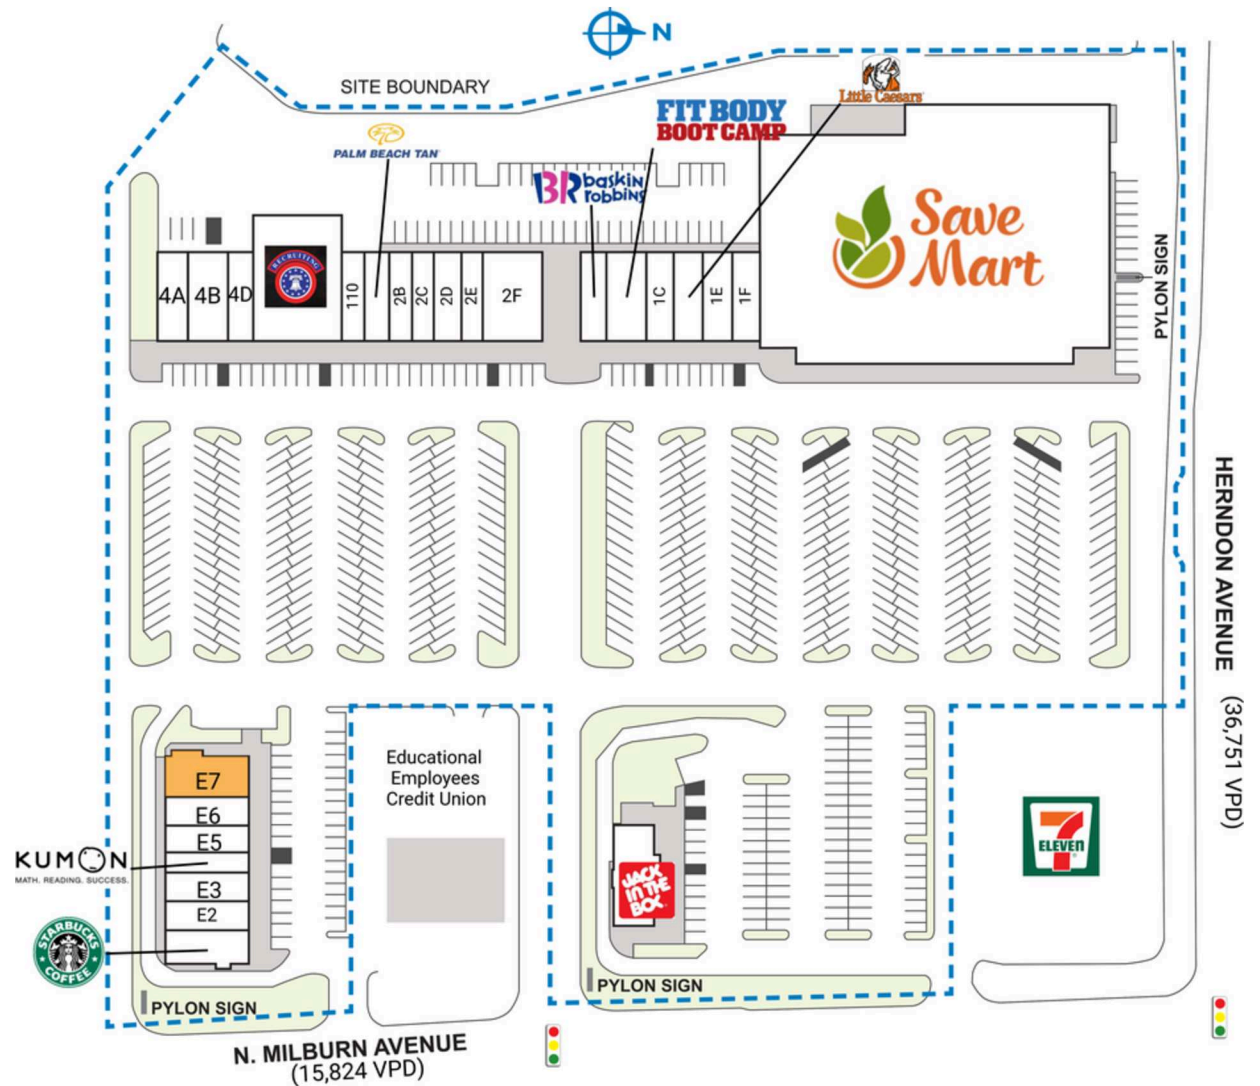 N
SITE BOUNDARY
Little Caesars
FIT BODY
BOOT CAMP
PALM BEACH TAN
BR baskin
robbins
Save
Mart
PYLON SIGN
RECRUITING
4A
4B
4D
110
2B
2C
2D
2E
2F
1C
1E
1F
HERNDON AVENUE
(36,751 VPD)
Educational
Employees
Credit Union
E7
E6
E5
E3
E2
KUMON
MATH. READING. SUCCESS.
STARBUCKS
COFFEE
JACK
IN THE
BOX
7
ELEVEN
PYLON SIGN
PYLON SIGN
N. MILBURN AVENUE
(15,824 VPD)